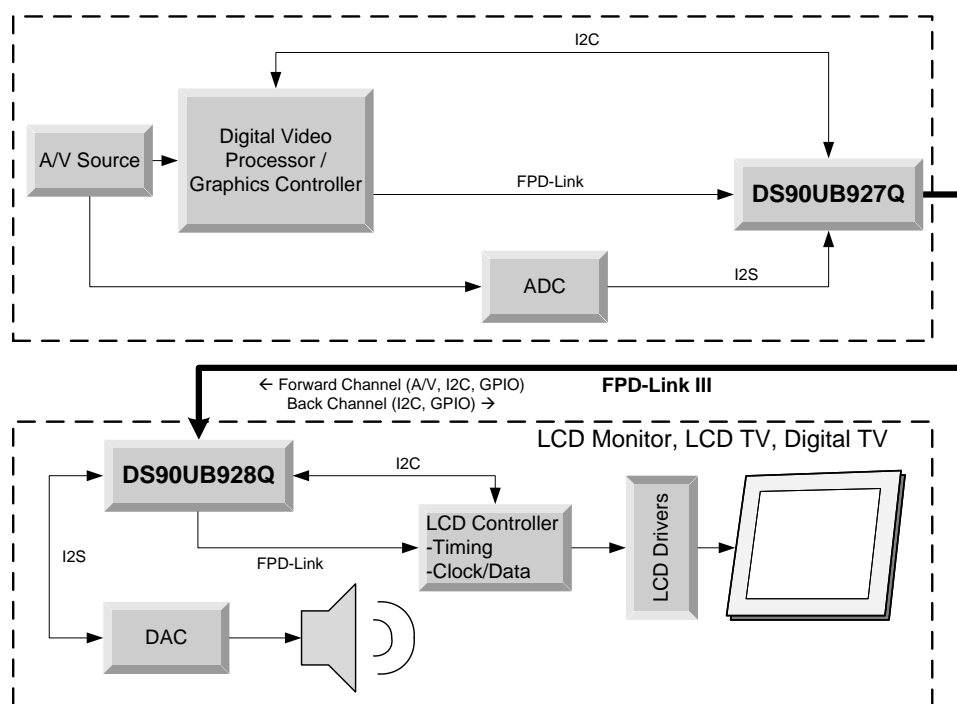 I2C
A/V Source
Digital Video
Processor /
Graphics Controller
FPD-Link
DS90UB927Q
ADC
I2S
← Forward Channel (A/V, I2C, GPIO)
Back Channel (I2C, GPIO) →
FPD-Link III
LCD Monitor, LCD TV, Digital TV
DS90UB928Q
I2C
I2S
FPD-Link
LCD Controller
-Timing
-Clock/Data
LCD Drivers
DAC